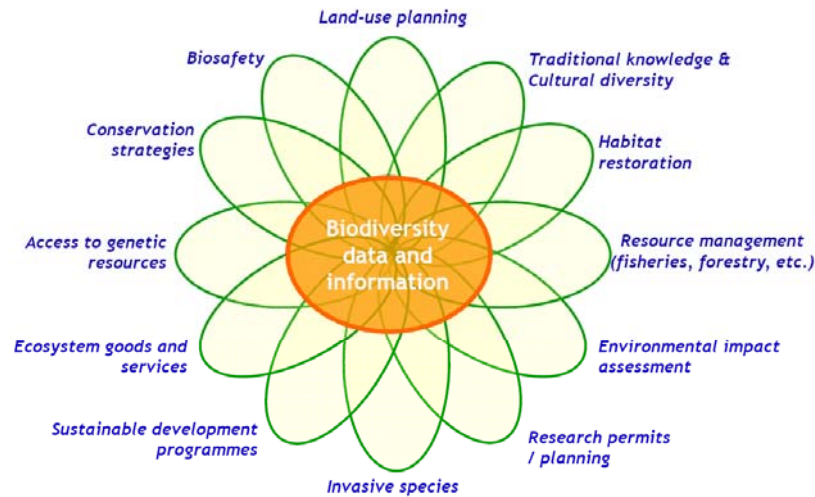 Land-use planning
Biosafety
Traditional knowledge &
Cultural diversity
Conservation
strategies
Habitat
restoration
Biodiversity
data and
information
Access to genetic
resources
Resource management
(fisheries, forestry, etc.)
Ecosystem goods and
services
Environmental impact
assessment
Sustainable development
programmes
Research permits
/ planning
Invasive species